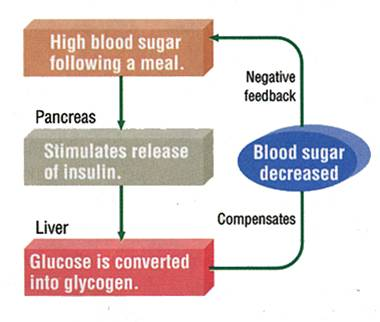 High blood sugar
following a meal.
Negative
feedback
Pancreas
Stimulates release
of insulin.
Blood sugar
decreased
Compensates
Liver
Glucose is converted
into glycogen.